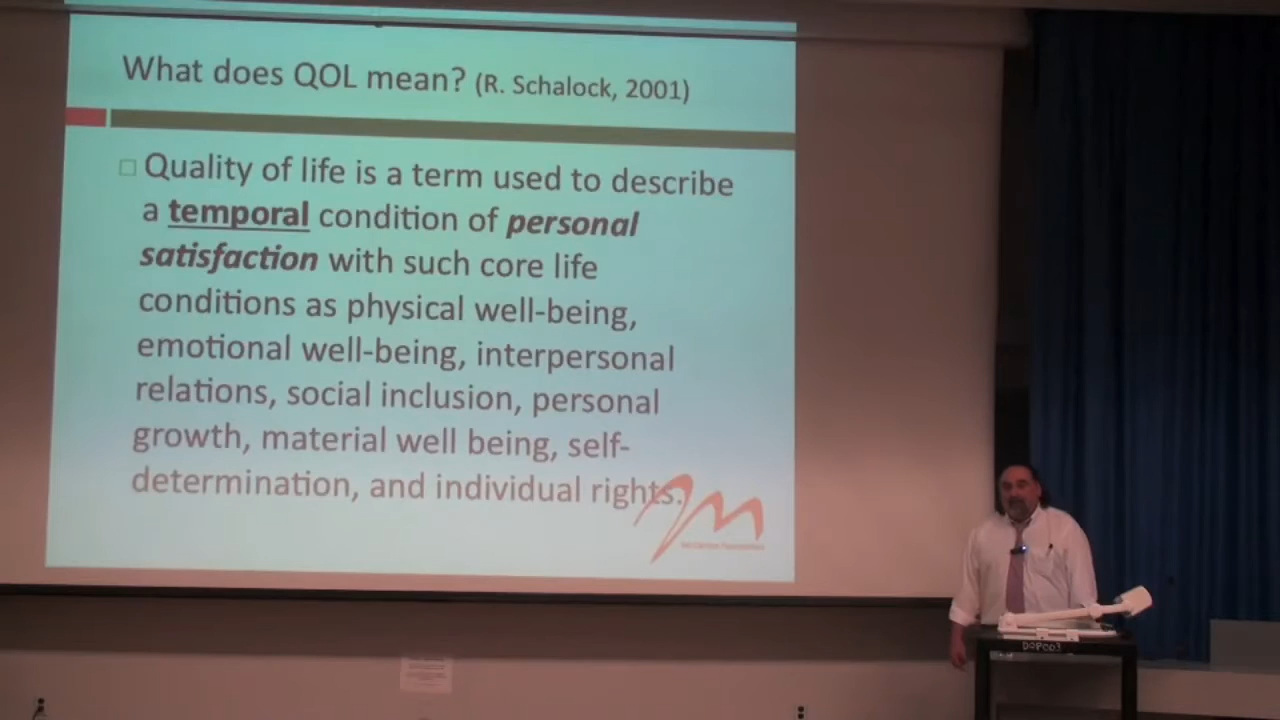 What does QOL mean? (R. Schalock, 2001)
Quality of life is a term used to describe
a temporal condition of personal
satisfaction with such core life
conditions as physical well-being,
emotional well-being, interpersonal
relations, social inclusion, personal
growth, material well being, self-
determination, and individual rights.